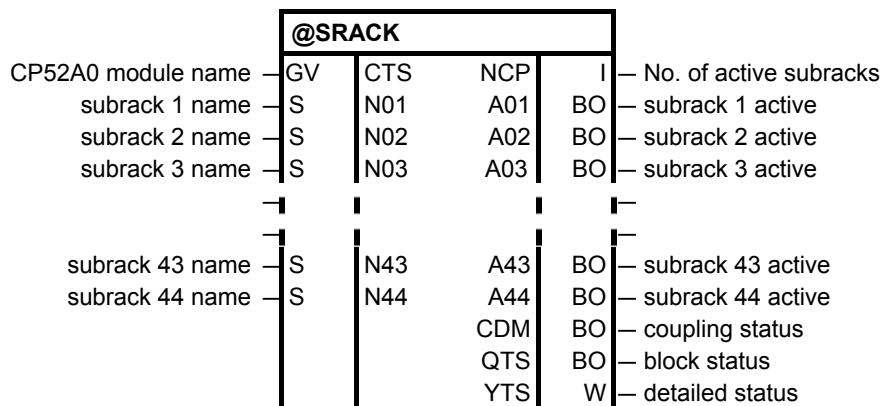 @SRACK
CP52A0 module name GV CTS NCP I No. of active subracks
subrack 1 name S N01 A01 BO subrack 1 active
subrack 2 name S N02 A02 BO subrack 2 active
subrack 3 name S N03 A03 BO subrack 3 active
subrack 43 name S N43 A43 BO subrack 43 active
subrack 44 name S N44 A44 BO subrack 44 active
CDM BO coupling status
QTS BO block status
YTS W detailed status